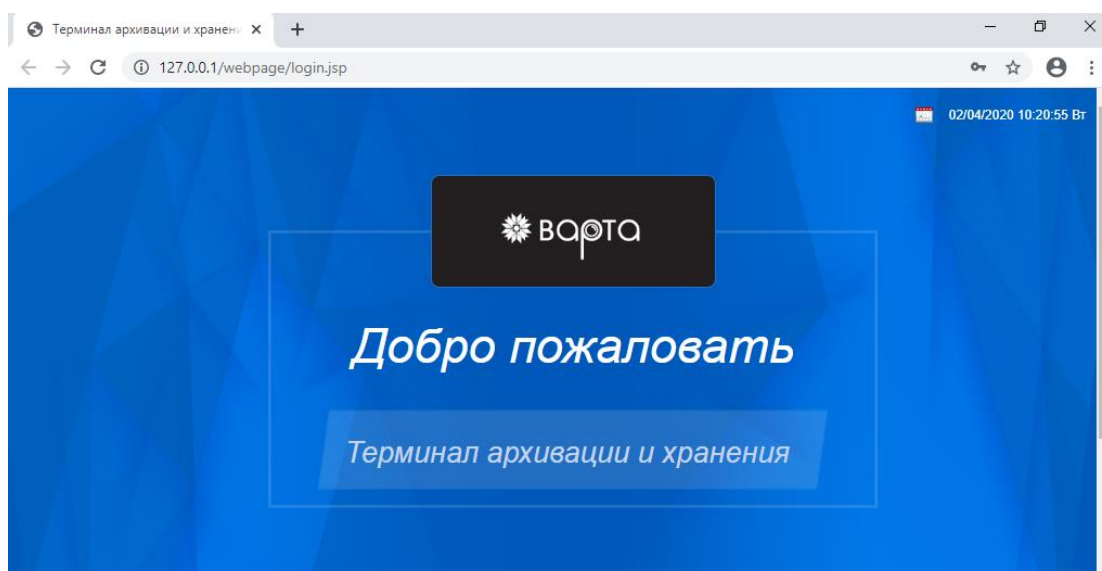 Терминал архивации и хранени
127.0.0.1/webpage/login.jsp
02/04/2020 10:20:55 Вт
варта
Добро пожаловать
Терминал архивации и хранения